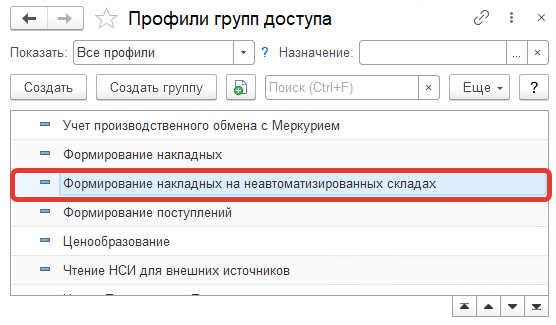 Профили групп доступа
Показать: Все профили ? Назначение: ... ×
Создать Создать группу Поиск (Ctrl+F) × Еще ?
Учет производственного обмена с Меркурием
Формирование накладных
Формирование накладных на неавтоматизированных складах
Формирование поступлений
Ценообразование
Чтение НСИ для внешних источников